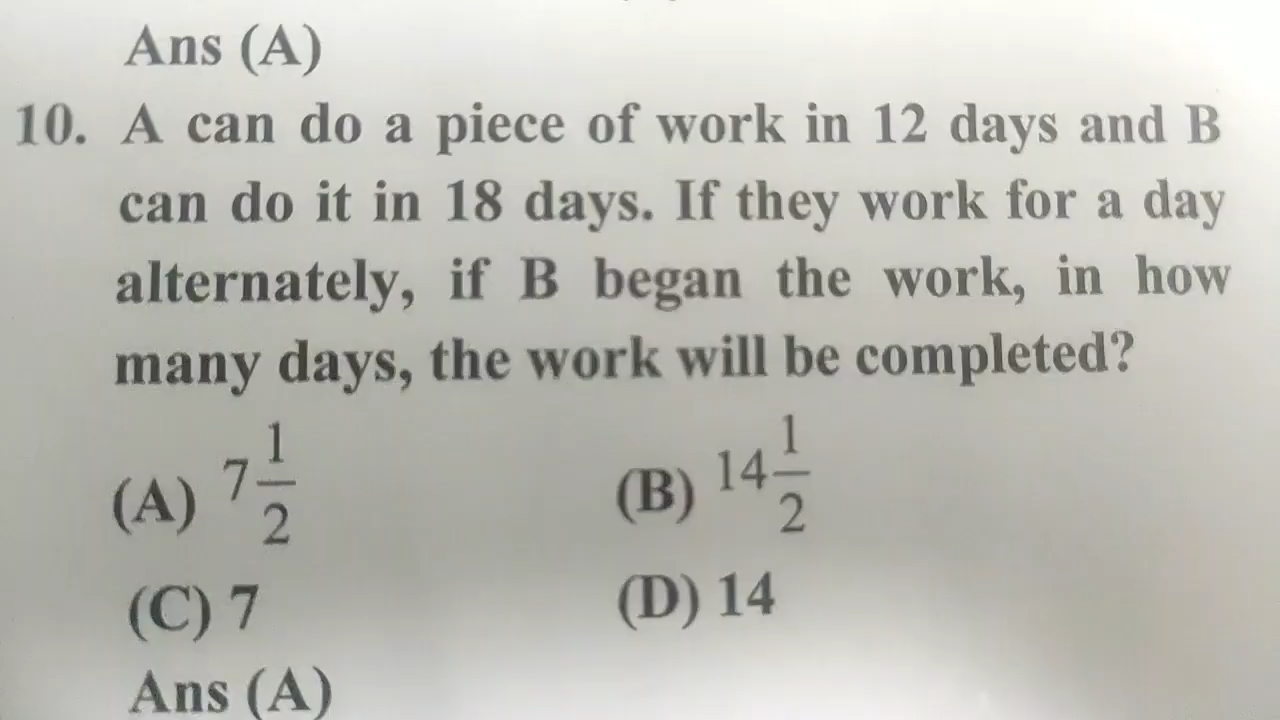 Ans (A)
10. A can do a piece of work in 12 days and B
can do it in 18 days. If they work for a day
alternately, if B began the work, in how
many days, the work will be completed?
(A) 7 1/2 (B) 14 1/2
(C) 7 (D) 14
Ans (A)